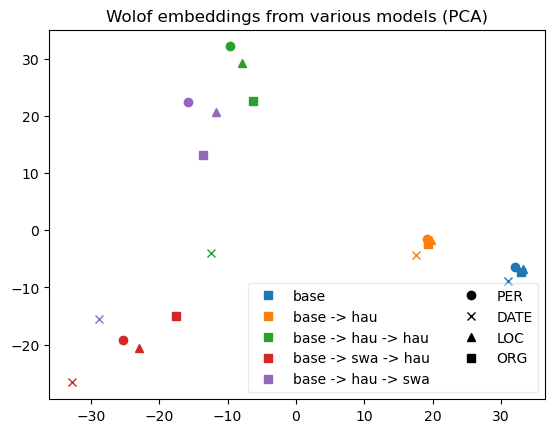 Wolof embeddings from various models (PCA)
30
20
10
0
−10
−20
base
base -> hau
base -> hau -> hau
base -> swa -> hau
base -> hau -> swa
PER
DATE
LOC
ORG
−30 −20 −10 0 10 20 30